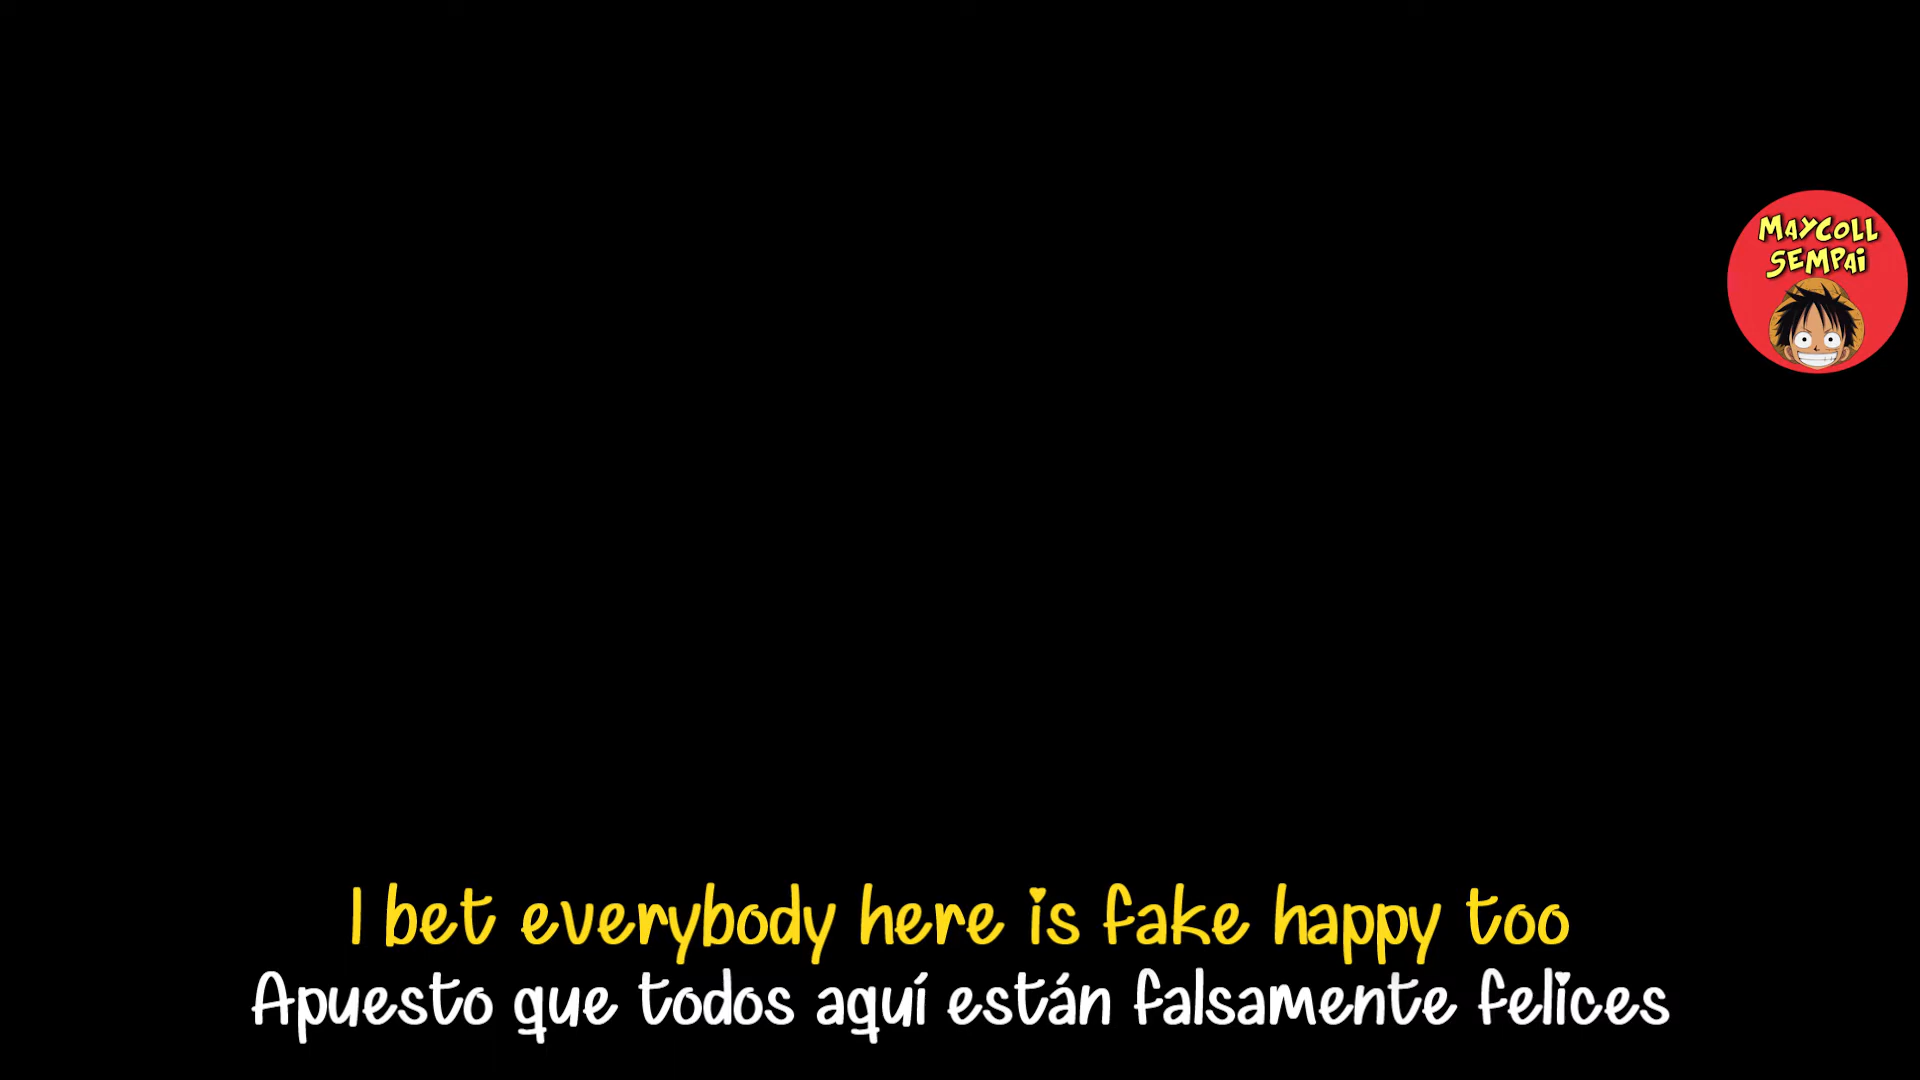 MAYCOLL
SEMPAi
I bet everybody here is fake happy too
Apuesto que todos aquí están falsamente felices